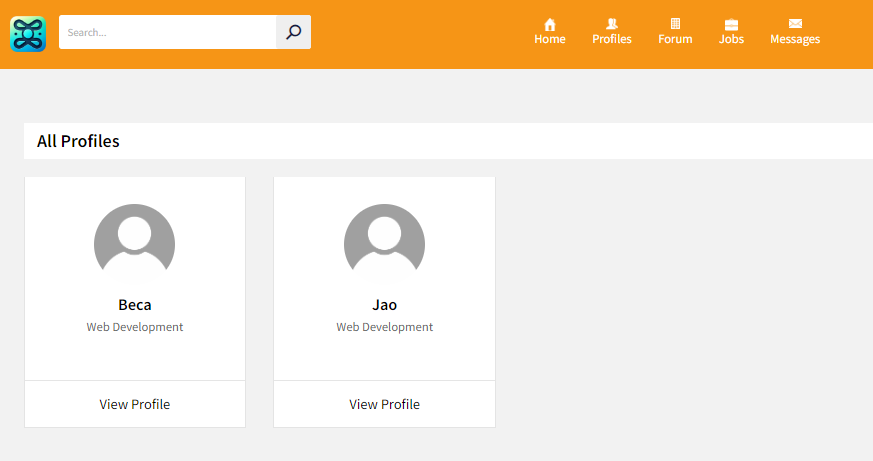 Search...
Home Profiles Forum Jobs Messages
All Profiles
Beca Jao
Web Development Web Development
View Profile View Profile